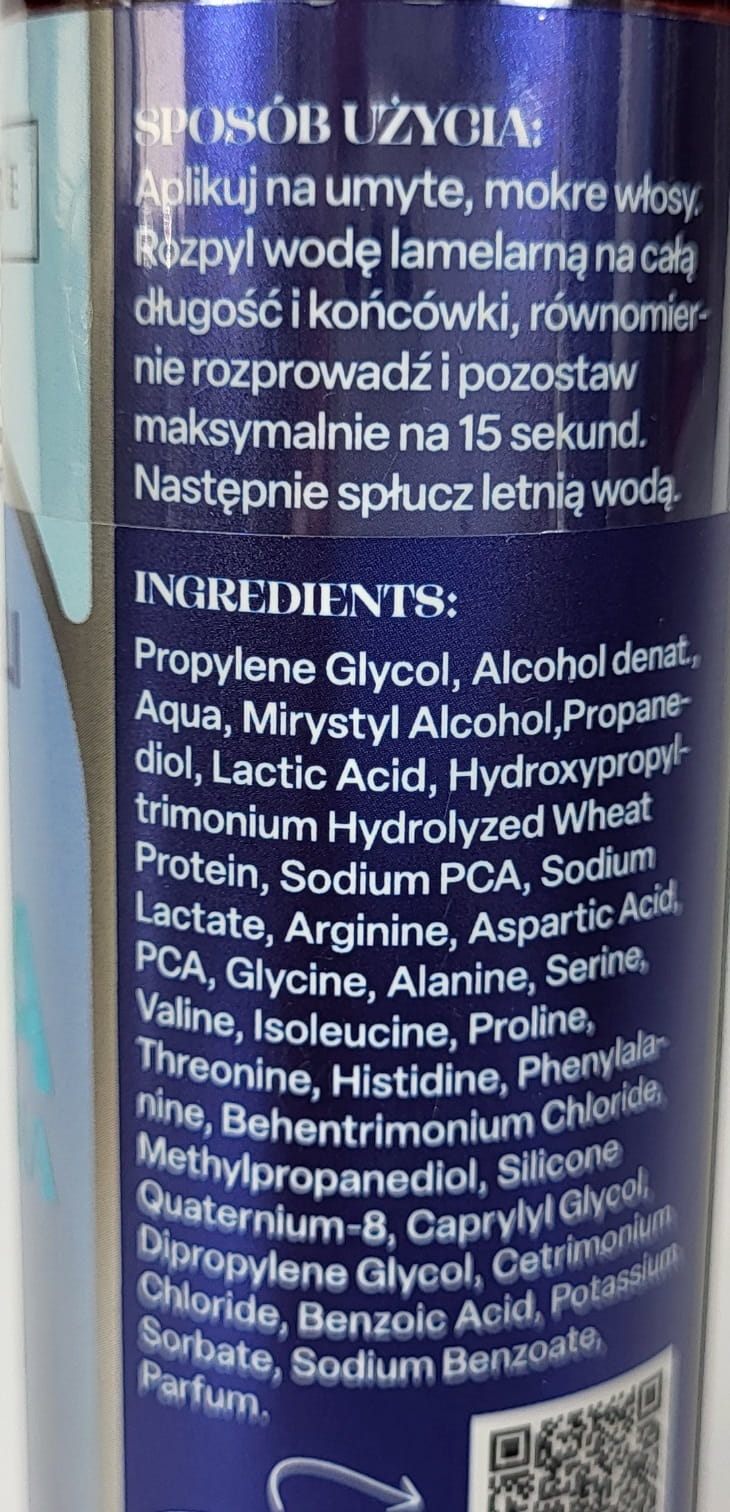 SPOSÓB UŻYCIA:
Aplikuj na umyte, mokre włosy.
Rozpyl wodę lamelarną na całą
długość i końcówki, równomier-
nie rozprowadź i pozostaw
maksymalnie na 15 sekund.
Następnie spłucz letnią wodą.
INGREDIENTS:
Propylene Glycol, Alcohol denat.,
Aqua, Mirystyl Alcohol,Propane-
diol, Lactic Acid, Hydroxypropyl-
trimonium Hydrolyzed Wheat
Protein, Sodium PCA, Sodium
Lactate, Arginine, Aspartic Acid,
PCA, Glycine, Alanine, Serine,
Valine, Isoleucine, Proline,
Threonine, Histidine, Phenylala-
nine, Behentrimonium Chloride,
Methylpropanediol, Silicone
Quaternium-8, Caprylyl Glycol,
Dipropylene Glycol, Cetrimonium
Chloride, Benzoic Acid, Potassium
Sorbate, Sodium Benzoate,
Parfum.